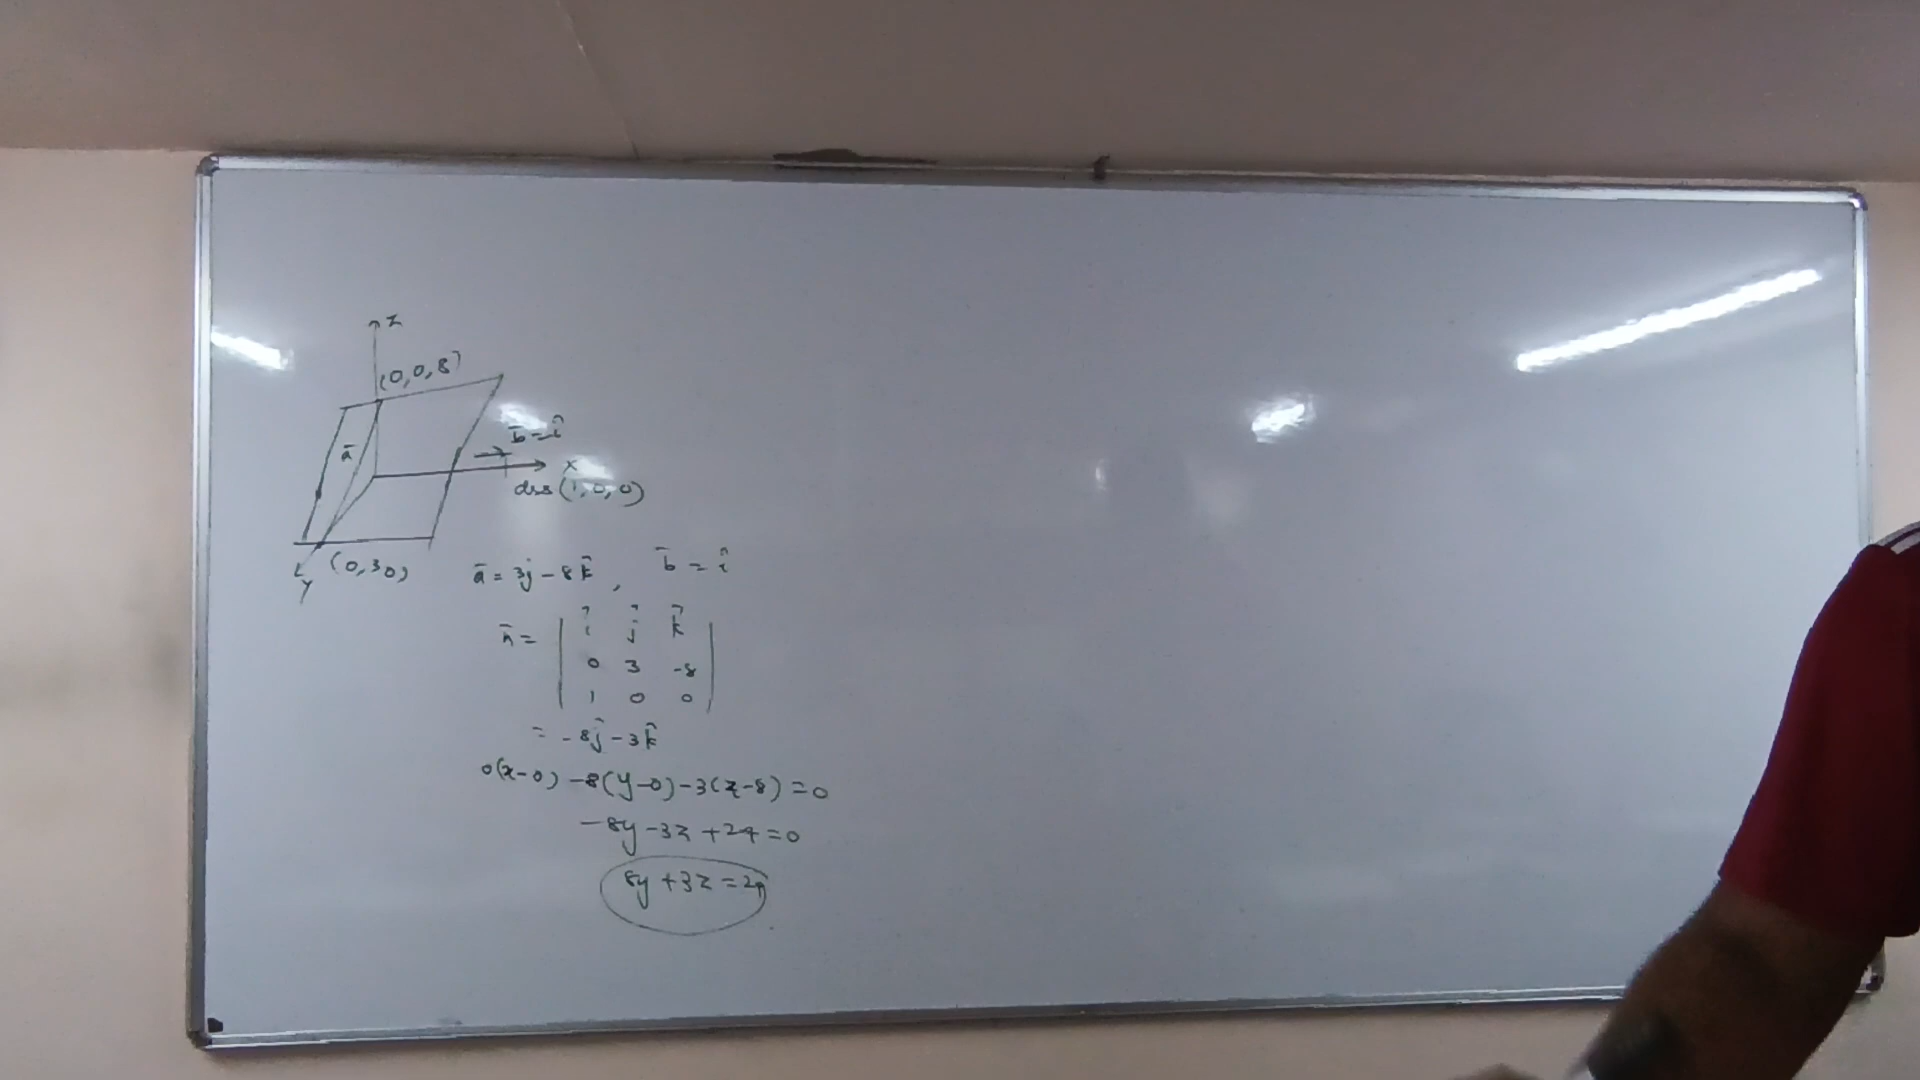 z
(0,0,8)
b̄ = î
ā
x
drs (1,0,0)
y
(0,3 0)
ā = 3ĵ - 8k̂ , b̄ = î
n̄ = | î ĵ k̂ |
0 3 -8
1 0 0
= -8ĵ - 3k̂
0(x-0) -8(y-0) -3(z-8) = 0
-8y -3z +24 = 0
8y +3z = 24